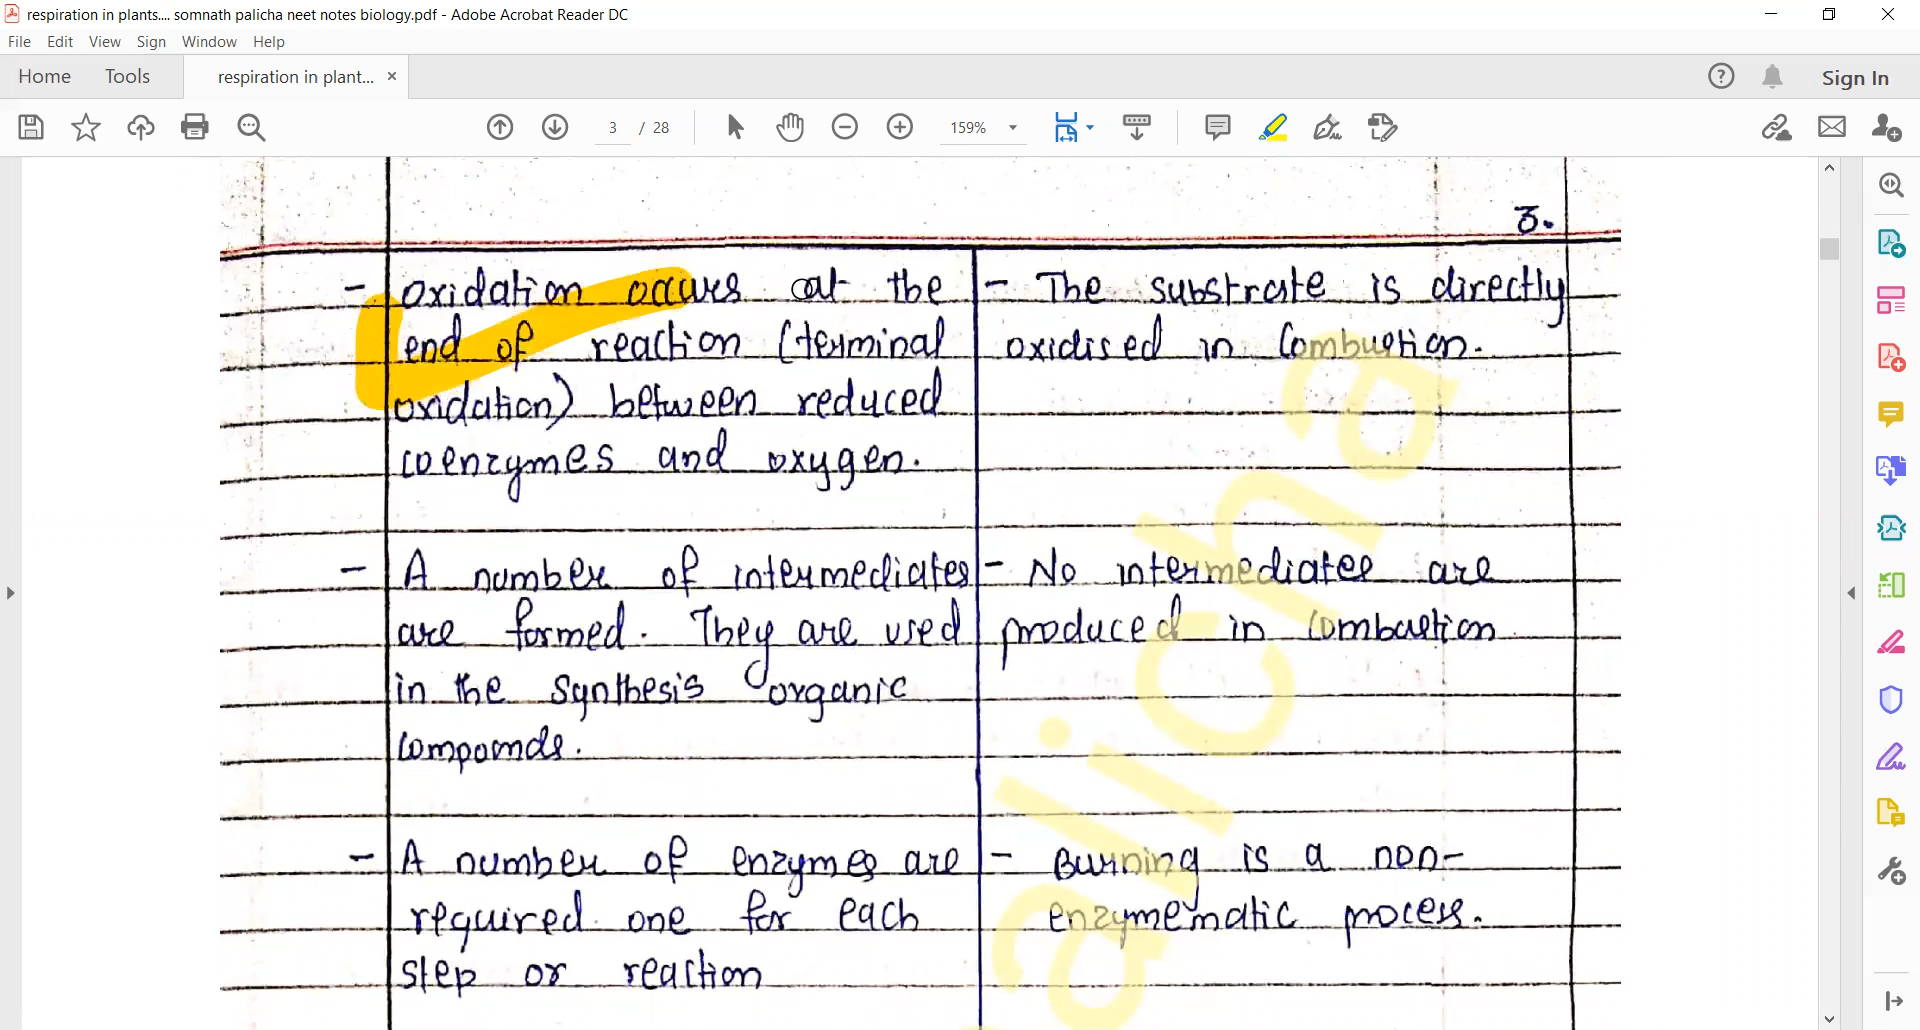 respiration in plants.... somnath palicha neet notes biology.pdf - Adobe Acrobat Reader DC
File Edit View Sign Window Help
Home Tools respiration in plant... × Sign In
3 / 28 159%
3.
- oxidation occurs at the
end of reaction (terminal
oxidation) between reduced
coenzymes and oxygen.
- The substrate is directly
oxidised in Combustion.
- A number of intermediates
are formed. They are used
in the synthesis organic
compounds.
- No intermediates are
produced in combustion
- A number of enzymes are
required one for each
step or reaction
- Burning is a non-
enzymematic process.
alicha